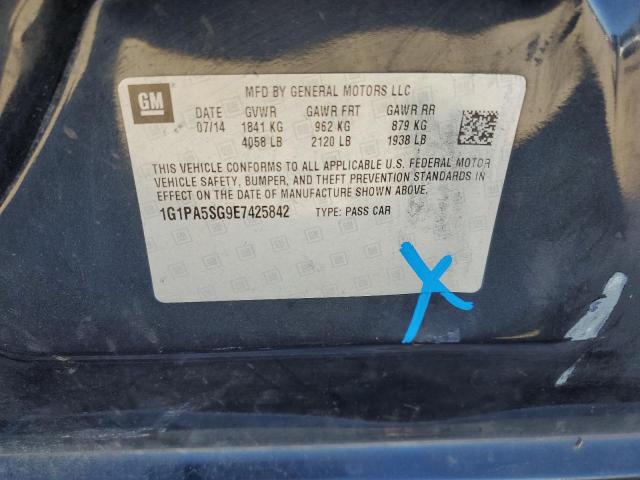 GM
MFD BY GENERAL MOTORS LLC
DATE GVWR GAWR FRT GAWR RR
07/14 1841 KG 962 KG 879 KG
4058 LB 2120 LB 1938 LB
THIS VEHICLE CONFORMS TO ALL APPLICABLE U.S. FEDERAL MOTOR
VEHICLE SAFETY, BUMPER, AND THEFT PREVENTION STANDARDS IN
EFFECT ON THE DATE OF MANUFACTURE SHOWN ABOVE.
1G1PA5SG9E7425842 TYPE: PASS CAR
X